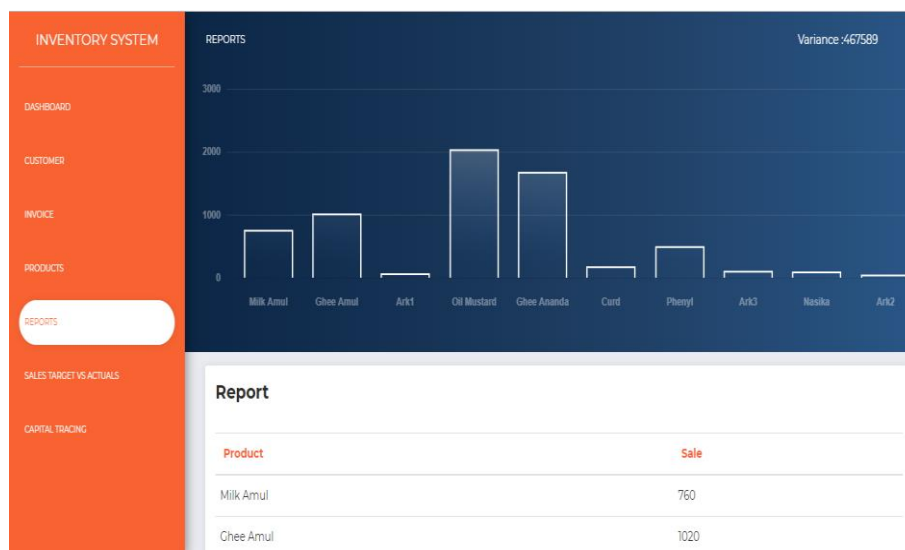 INVENTORY SYSTEM
DASHBOARD
CUSTOMER
INVOICE
PRODUCTS
REPORTS
SALES TARGET VS ACTUALS
CAPITAL TRACING
REPORTS
Variance :467589
3000
2000
1000
0
Milk Amul Ghee Amul Ark1 Oil Mustard Ghee Ananda Curd Phenyl Ark3 Nasika Ark2
Report
Product Sale
Milk Amul 760
Ghee Amul 1020